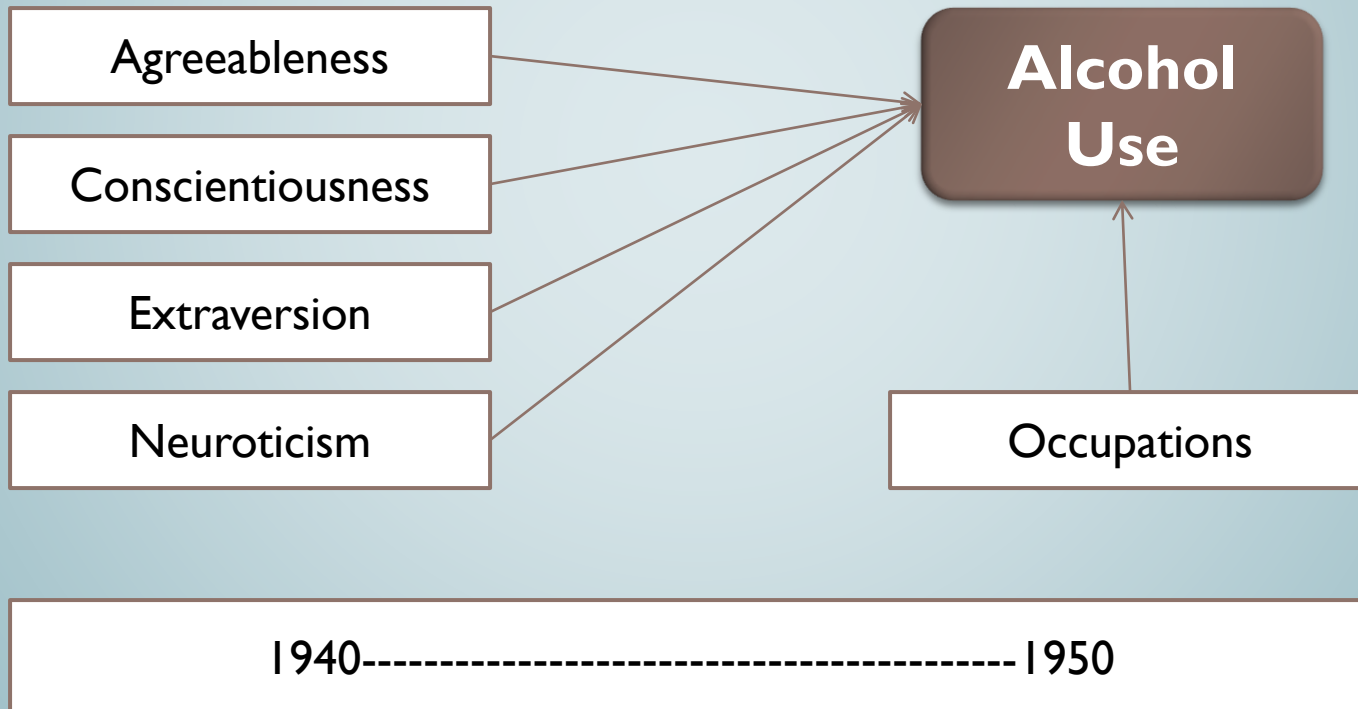 Agreeableness
Alcohol
Use
Conscientiousness
Extraversion
Neuroticism
Occupations
1940------------------------------------------1950